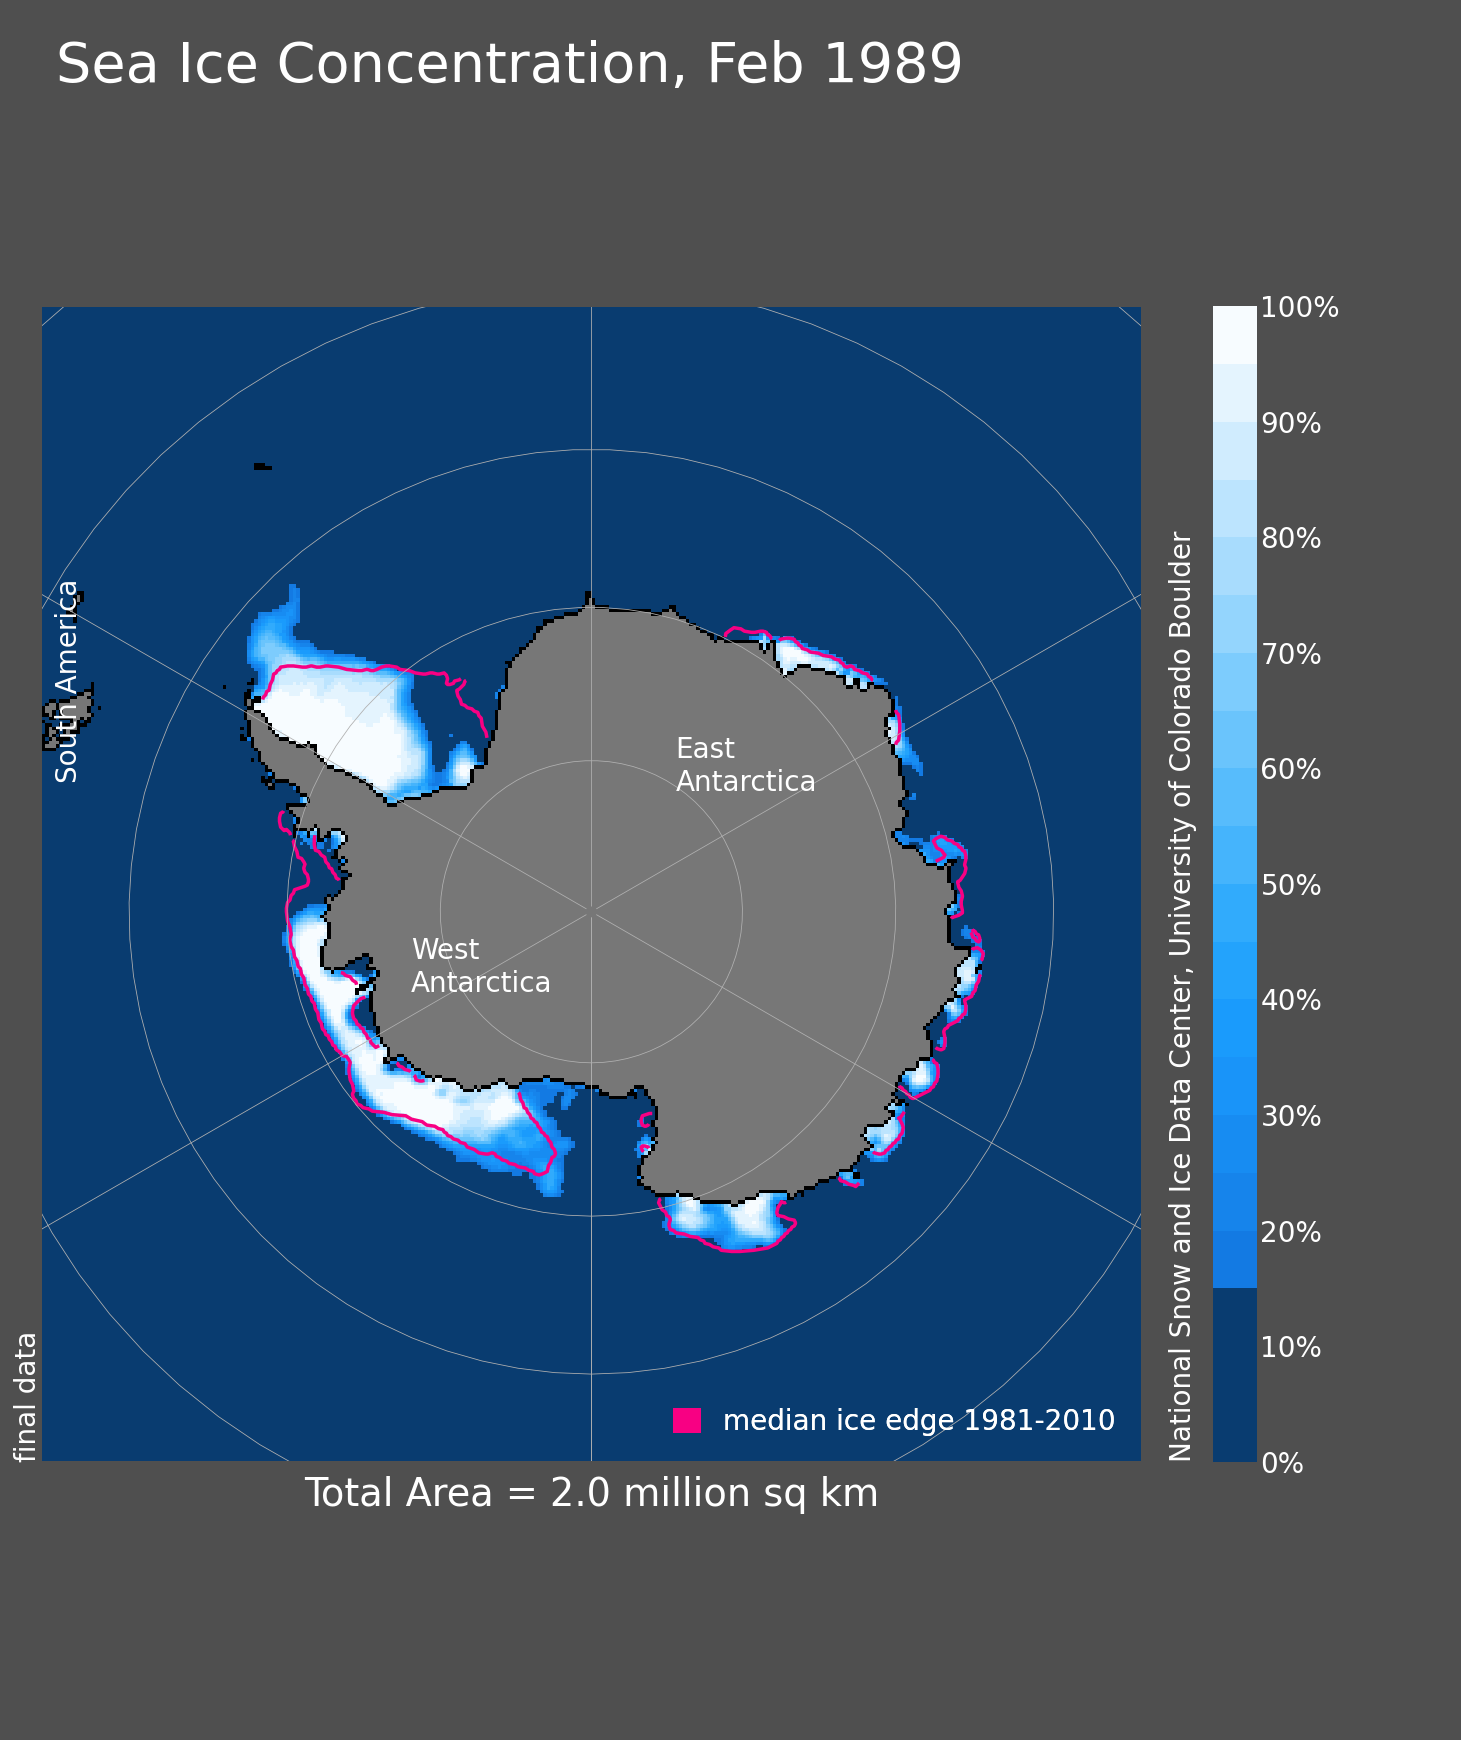 Sea Ice Concentration, Feb 1989
South America
East
Antarctica
West
Antarctica
median ice edge 1981-2010
final data
Total Area = 2.0 million sq km
National Snow and Ice Data Center, University of Colorado Boulder
100%
90%
80%
70%
60%
50%
40%
30%
20%
10%
0%